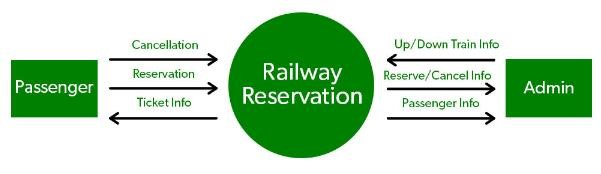 Passenger
Cancellation
Reservation
Ticket Info
Railway
Reservation
Up/Down Train Info
Reserve/Cancel Info
Passenger Info
Admin